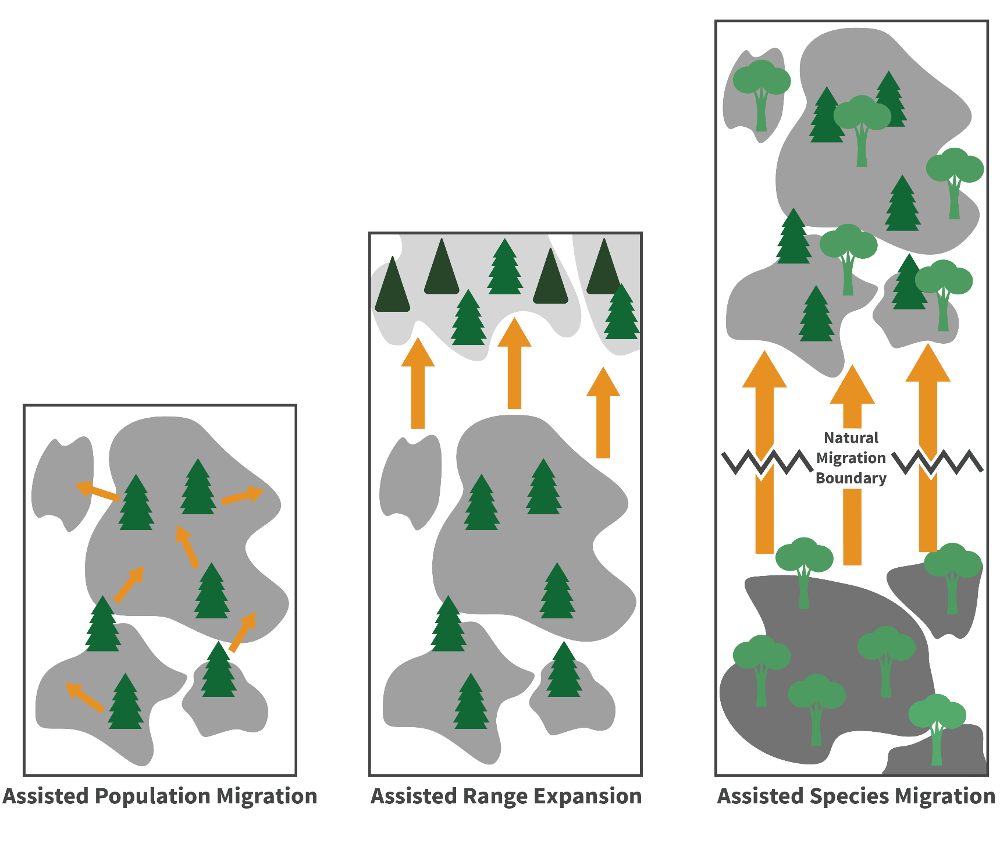 Natural
Migration
Boundary
Assisted Population Migration
Assisted Range Expansion
Assisted Species Migration